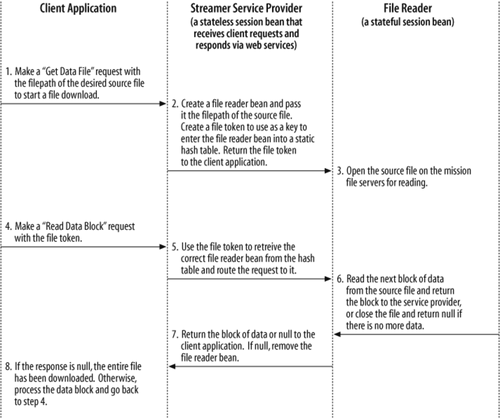 Client Application
Streamer Service Provider
(a stateless session bean that
receives client requests and
responds via web services)
File Reader
(a stateful session bean)
1. Make a “Get Data File” request with
the filepath of the desired source file
to start a file download.
2. Create a file reader bean and pass
it the filepath of the source file.
Create a file token to use as a key to
enter the file reader bean into a static
hash table. Return the file token
to the client application.
3. Open the source file on the mission
file servers for reading.
4. Make a “Read Data Block” request
with the file token.
5. Use the file token to retreive the
correct file reader bean from the hash
table and route the request to it.
6. Read the next block of data
from the source file and return
the block to the service provider,
or close the file and return null if
there is no more data.
7. Return the block of data or null to the
client application. If null, remove the
file reader bean.
8. If the response is null, the entire file
has been downloaded. Otherwise,
process the data block and go back
to step 4.